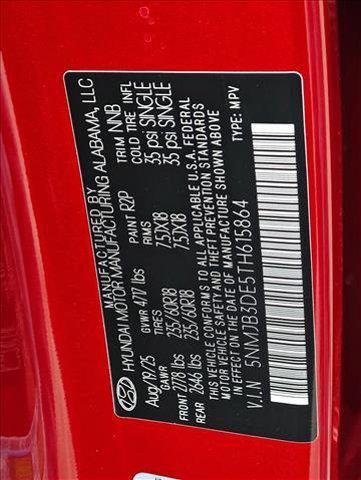 HYUNDAI
MANUFACTURED BY
HYUNDAI MOTOR MANUFACTURING ALABAMA, LLC
Aug/19/25 GVWR 4717 lbs PAINT R2P TRIM NNB
GAWR TIRES RIMS COLD TIRE INFL
FRONT 2778 lbs 235/60R18 7.5JX18 35 psi SINGLE
REAR 2646 lbs 235/60R18 7.5JX18 35 psi SINGLE
THIS VEHICLE CONFORMS TO ALL APPLICABLE U.S.A. FEDERAL
MOTOR VEHICLE SAFETY AND THEFT PREVENTION STANDARDS
IN EFFECT ON THE DATE OF MANUFACTURE SHOWN ABOVE.
V.I.N 5NMJB3DE5TH615864 TYPE: MPV